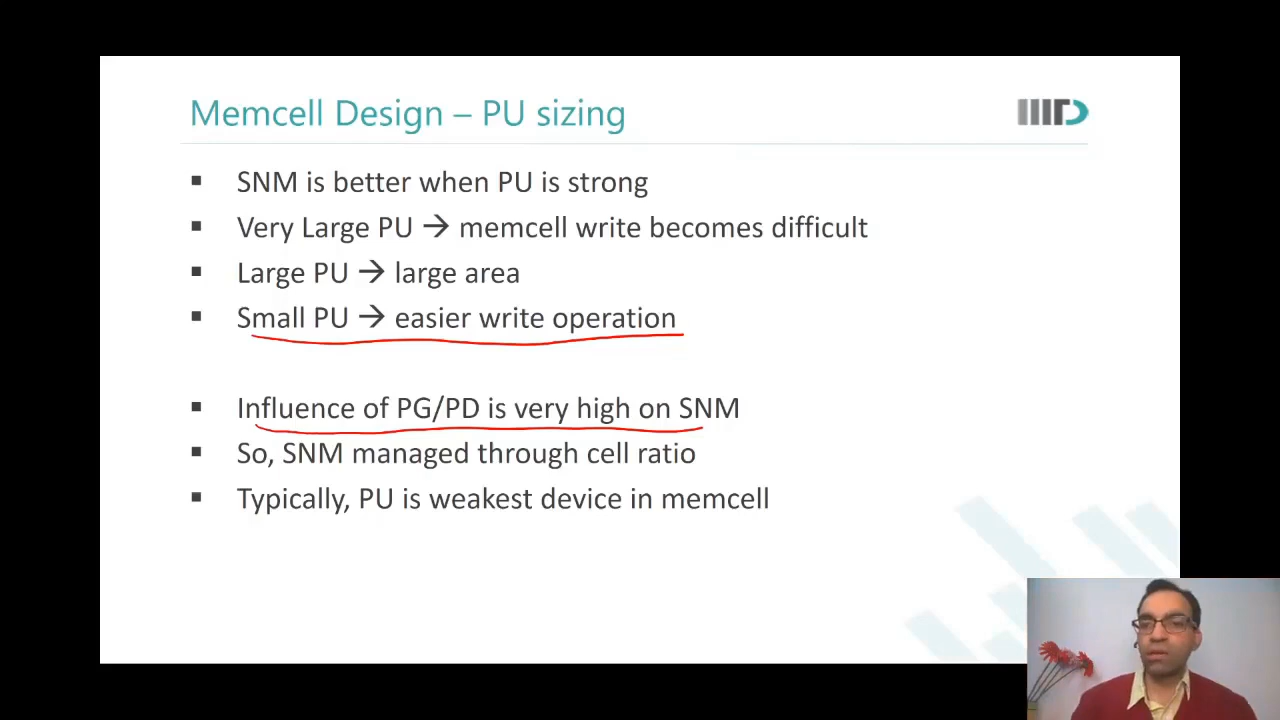 Memcell Design – PU sizing
IIITD
▪ SNM is better when PU is strong
▪ Very Large PU → memcell write becomes difficult
▪ Large PU → large area
▪ Small PU → easier write operation
▪ Influence of PG/PD is very high on SNM
▪ So, SNM managed through cell ratio
▪ Typically, PU is weakest device in memcell